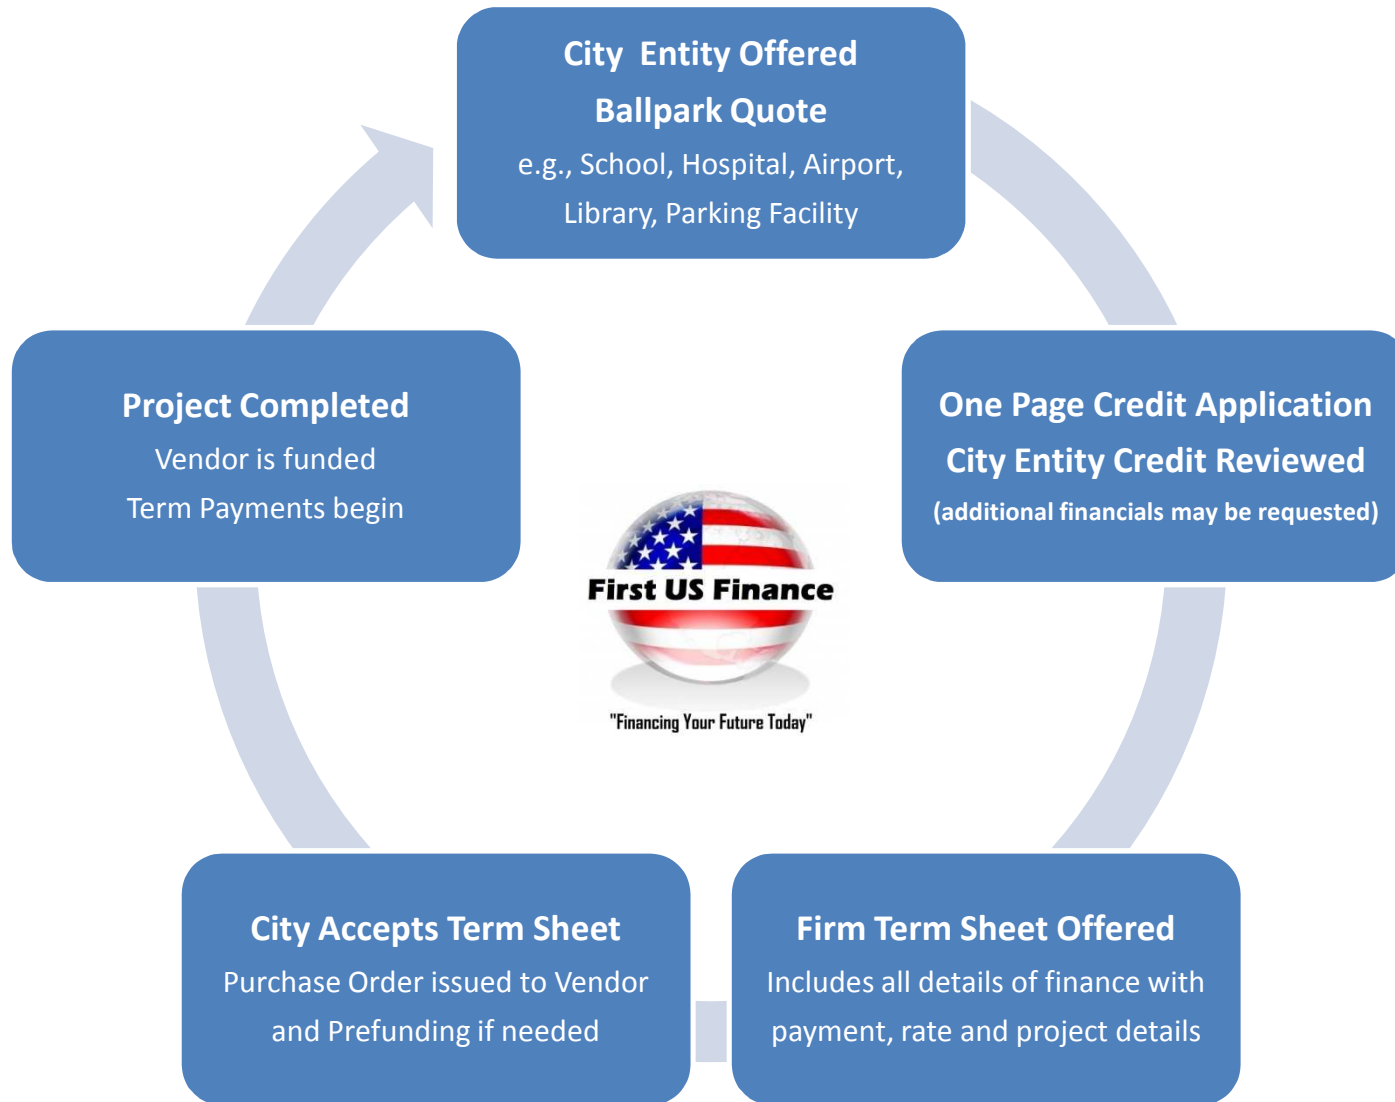 City Entity Offered
Ballpark Quote
e.g., School, Hospital, Airport,
Library, Parking Facility
One Page Credit Application
City Entity Credit Reviewed
(additional financials may be requested)
Firm Term Sheet Offered
Includes all details of finance with
payment, rate and project details
City Accepts Term Sheet
Purchase Order issued to Vendor
and Prefunding if needed
Project Completed
Vendor is funded
Term Payments begin
First US Finance
"Financing Your Future Today"